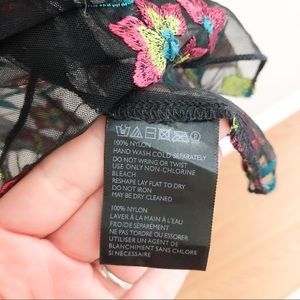 100% NYLON
HAND WASH COLD SEPARATELY
DO NOT WRING OR TWIST
USE ONLY NON-CHLORINE
BLEACH
RESHAPE LAY FLAT TO DRY
DO NOT IRON
MAY BE DRY CLEANED
100% NYLON
LAVER À LA MAIN À L'EAU
FROIDE SÉPARÉMENT
NE PAS TORDRE OU ESSORER
UTILISER UN AGENT DE
BLANCHIMENT SANS CHLORE